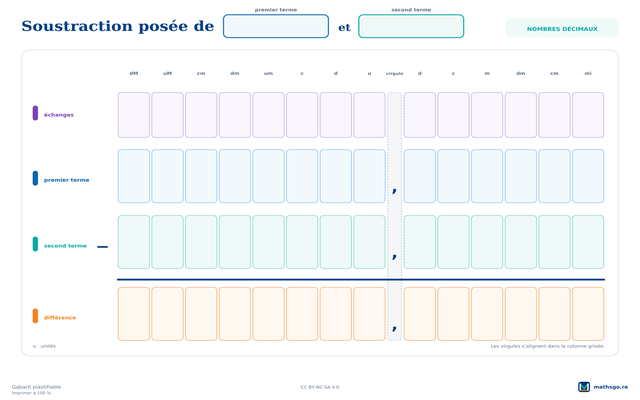 premier terme
second terme
Soustraction posée de et
NOMBRES DÉCIMAUX
dM uM cm dm um c d u virgule d c m dm cm mi
échanges
premier terme
,
second terme —
,
différence
,
u : unités
Les virgules s'alignent dans la colonne grisée.
Gabarit plastifiable
Imprimer à 100 %
CC BY-NC-SA 4.0
mathsgo.re